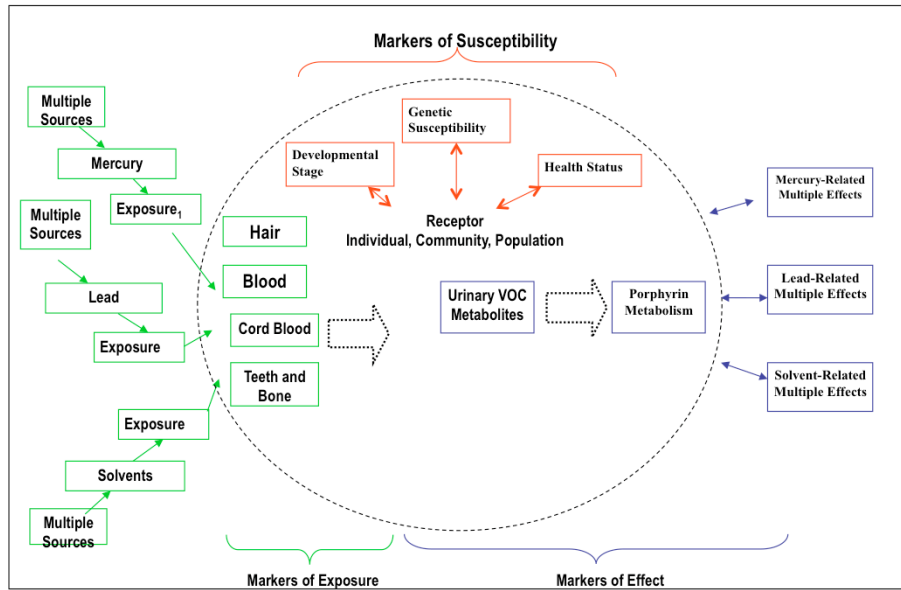 Markers of Susceptibility
Multiple
Sources
Mercury
Exposure1
Multiple
Sources
Lead
Exposure
Exposure
Solvents
Multiple
Sources
Genetic
Susceptibility
Developmental
Stage
Health Status
Receptor
Individual, Community, Population
Hair
Blood
Cord Blood
Teeth and
Bone
Urinary VOC
Metabolites
Porphyrin
Metabolism
Mercury-Related
Multiple Effects
Lead-Related
Multiple Effects
Solvent-Related
Multiple Effects
Markers of Exposure
Markers of Effect